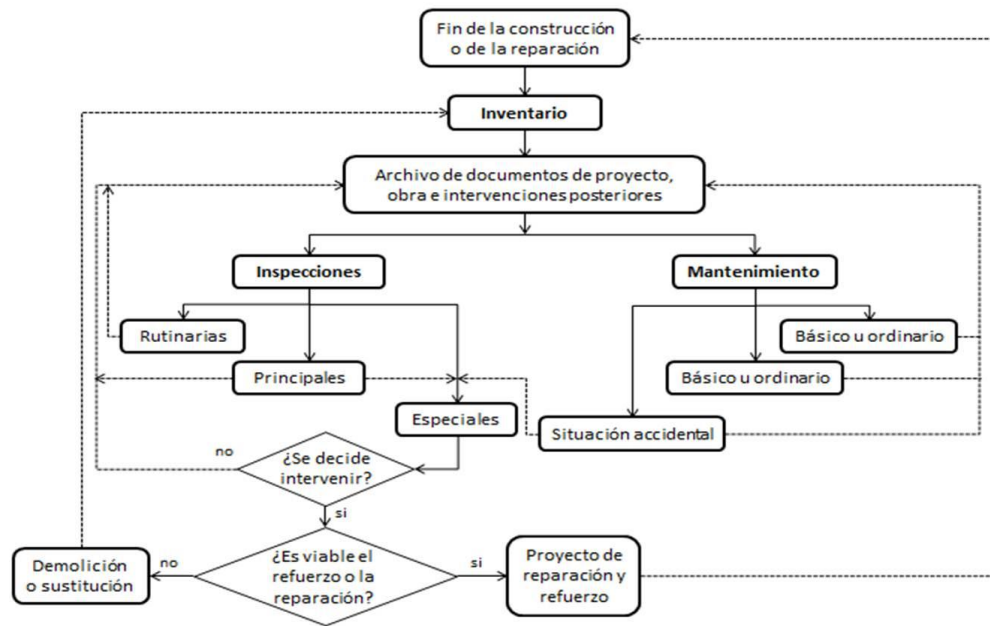 Fin de la construcción
o de la reparación
Inventario
Archivo de documentos de proyecto,
obra e intervenciones posteriores
Inspecciones
Mantenimiento
Rutinarias
Básico u ordinario
Principales
Básico u ordinario
Especiales
Situación accidental
no
¿Se decide
intervenir?
si
¿Es viable el
refuerzo o la
reparación?
no
si
Demolición
o sustitución
Proyecto de
reparación y
refuerzo